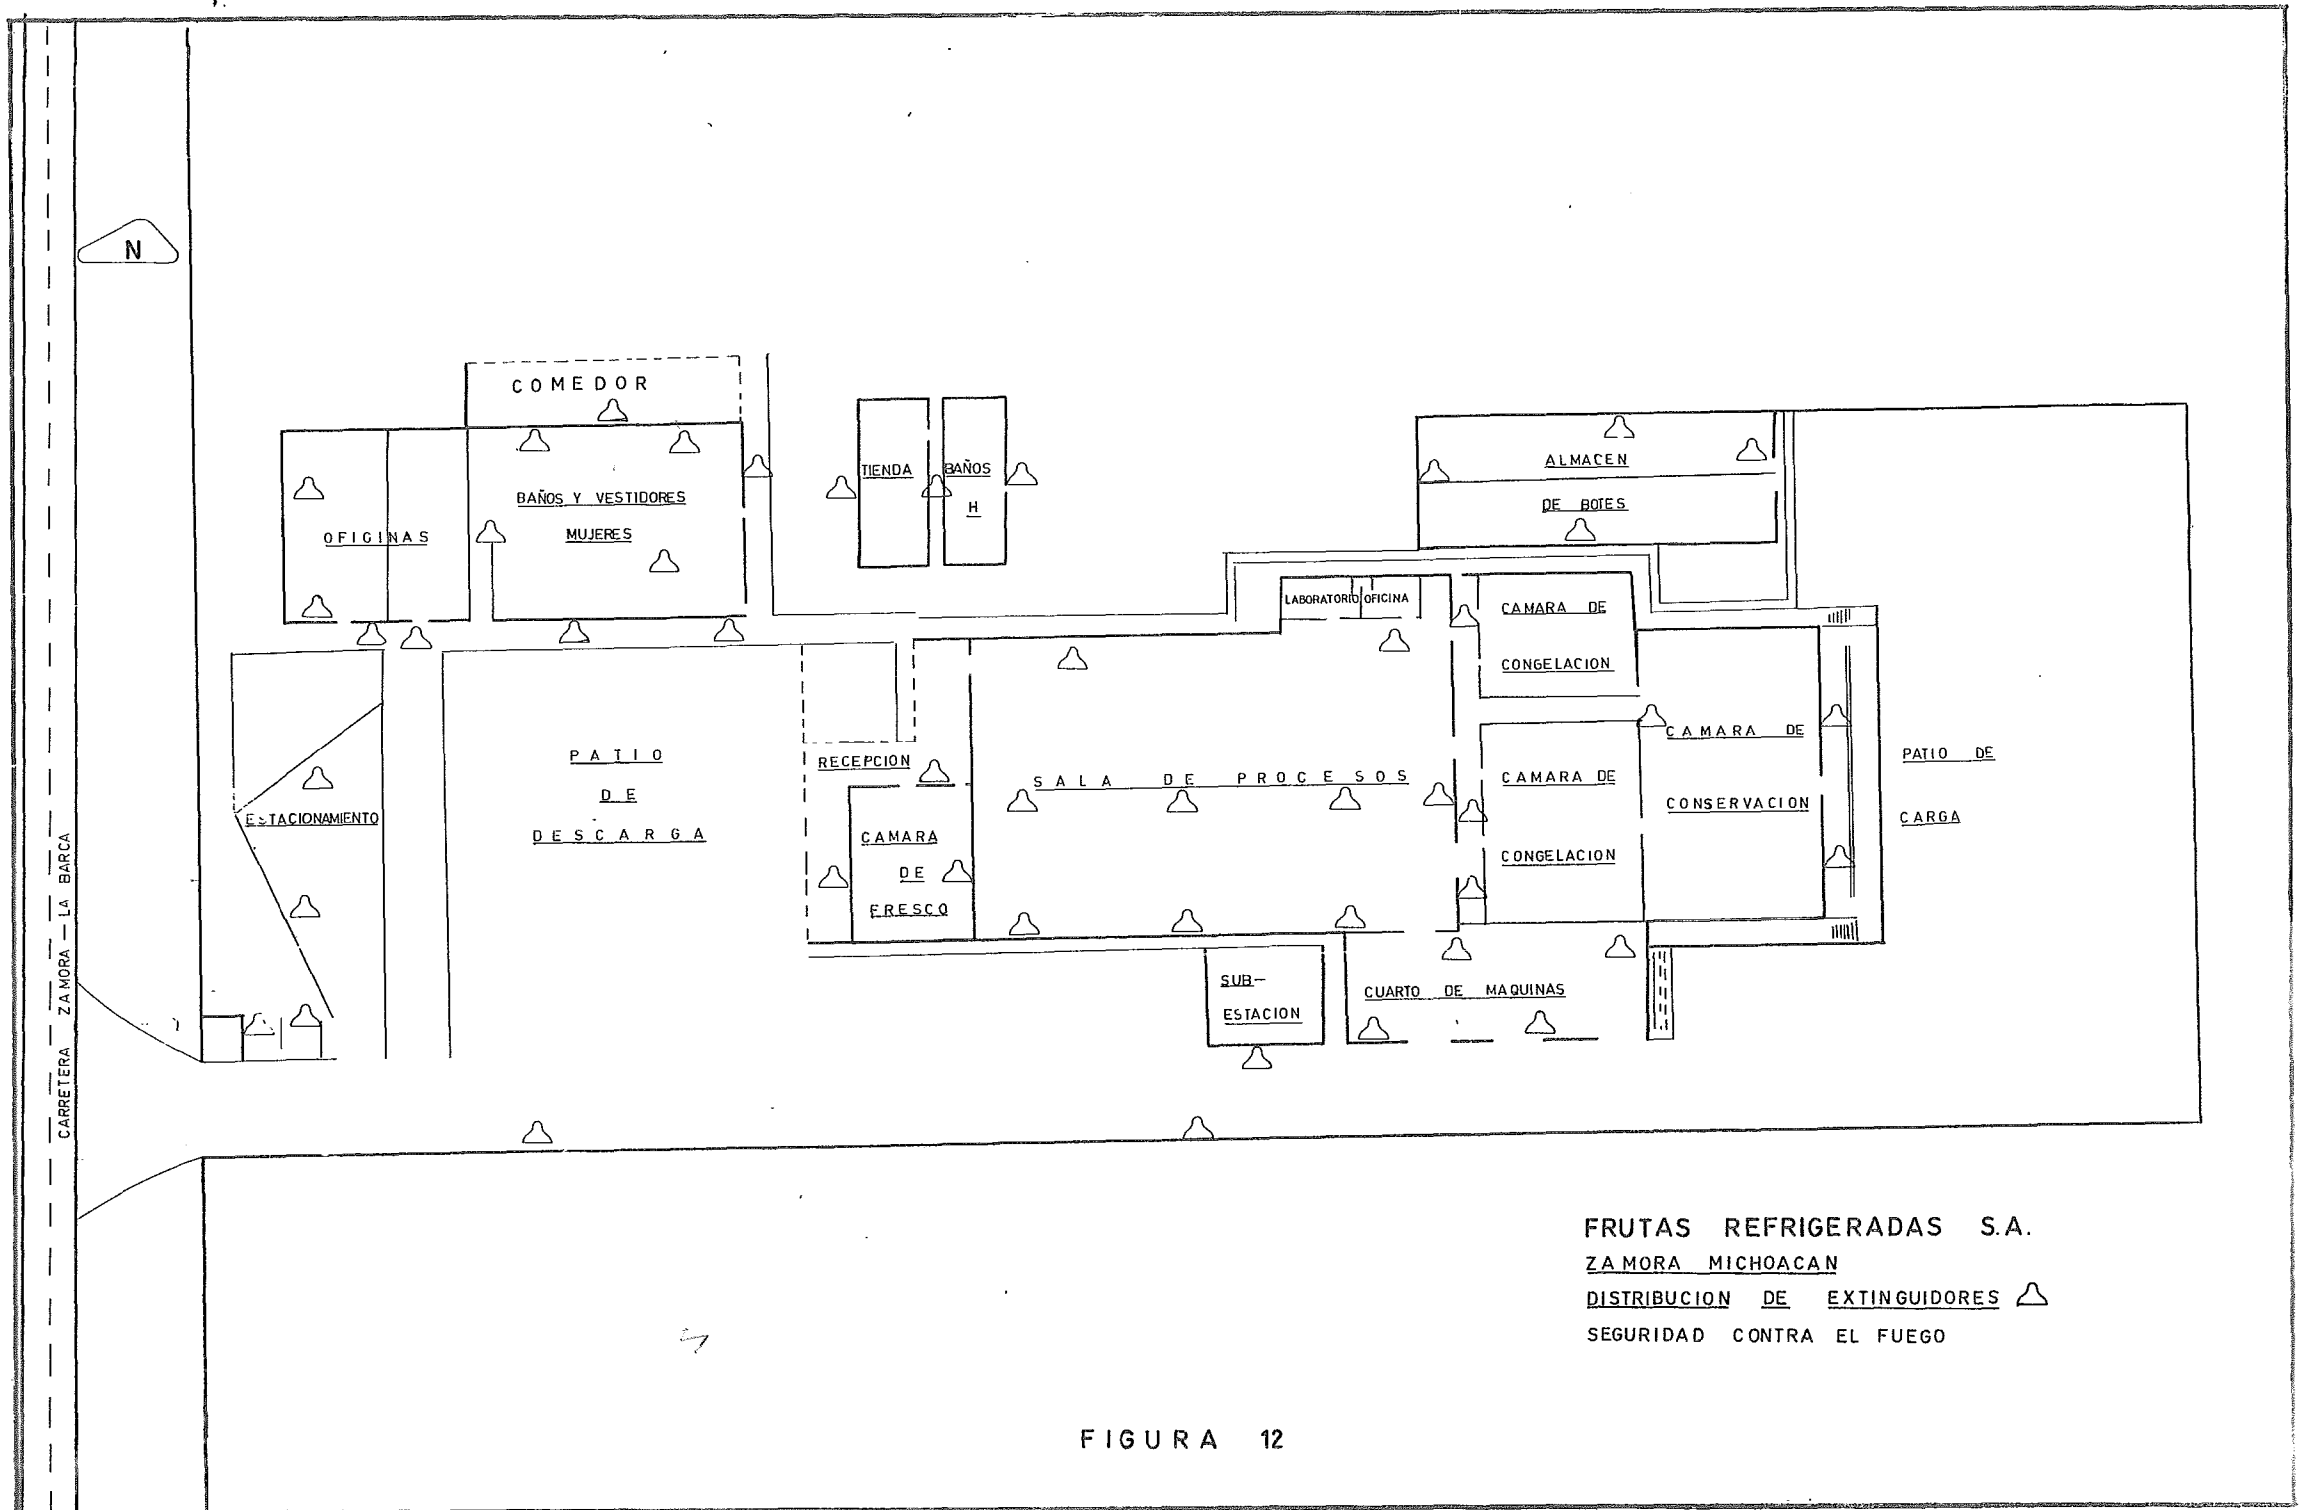 N
COMEDOR
TIENDA
BAÑOS
H
ALMACEN
DE BOTES
BAÑOS Y VESTIDORES
MUJERES
OFICINAS
LABORATORIO
OFICINA
CAMARA DE
CONGELACION
PATIO
DE
DESCARGA
RECEPCION
SALA DE PROCESOS
CAMARA DE
CONGELACION
CAMARA DE
CONSERVACION
PATIO DE
CARGA
ESTACIONAMIENTO
CAMARA
DE
FRESCO
CARRETERA ZAMORA — LA BARCA
SUB-
ESTACION
CUARTO DE MAQUINAS
FRUTAS REFRIGERADAS S.A.
ZAMORA MICHOACAN
DISTRIBUCION DE EXTINGUIDORES
SEGURIDAD CONTRA EL FUEGO
FIGURA 12